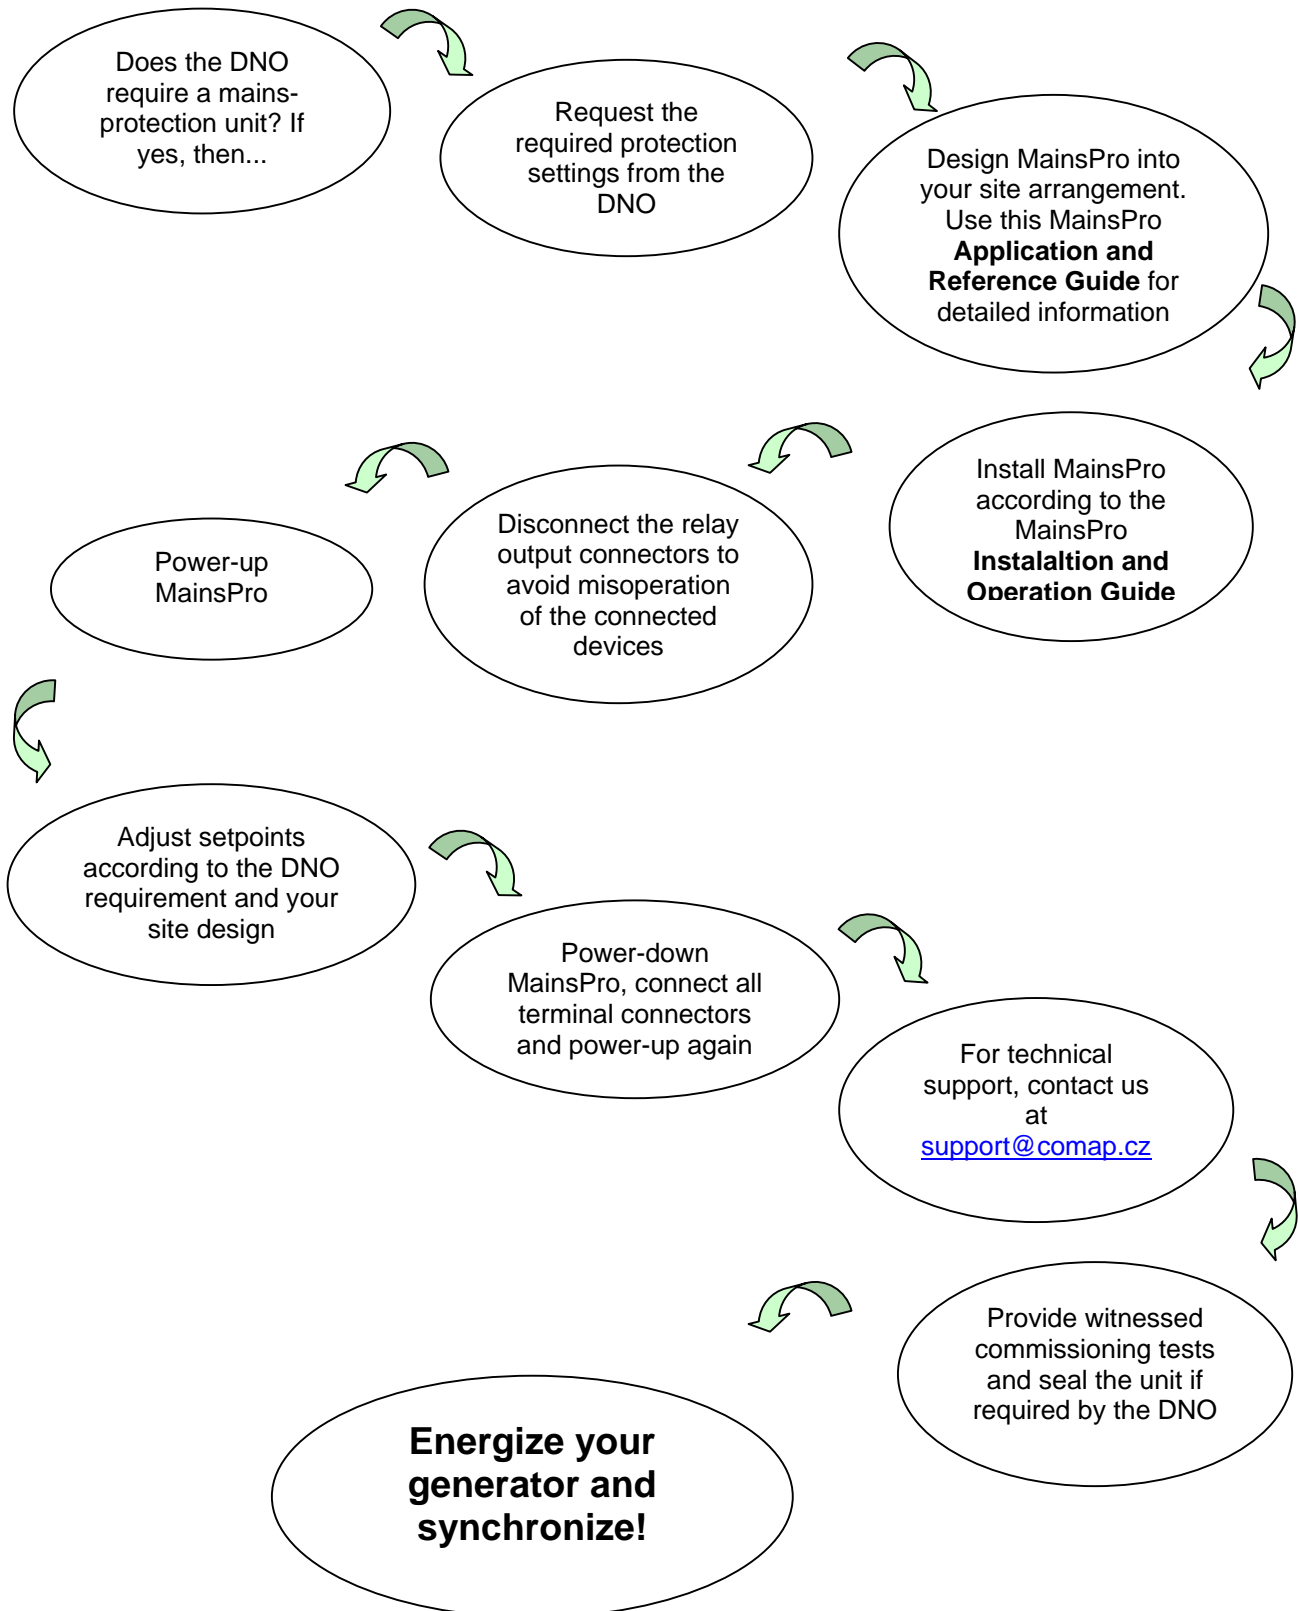 Does the DNO
require a mains-
protection unit? If
yes, then...
Request the
required protection
settings from the
DNO
Design MainsPro into
your site arrangement.
Use this MainsPro
Application and
Reference Guide for
detailed information
Install MainsPro
according to the
MainsPro
Instalaltion and
Operation Guide
Disconnect the relay
output connectors to
avoid misoperation
of the connected
devices
Power-up
MainsPro
Adjust setpoints
according to the DNO
requirement and your
site design
Power-down
MainsPro, connect all
terminal connectors
and power-up again
For technical
support, contact us
at
support@comap.cz
Provide witnessed
commissioning tests
and seal the unit if
required by the DNO
Energize your
generator and
synchronize!